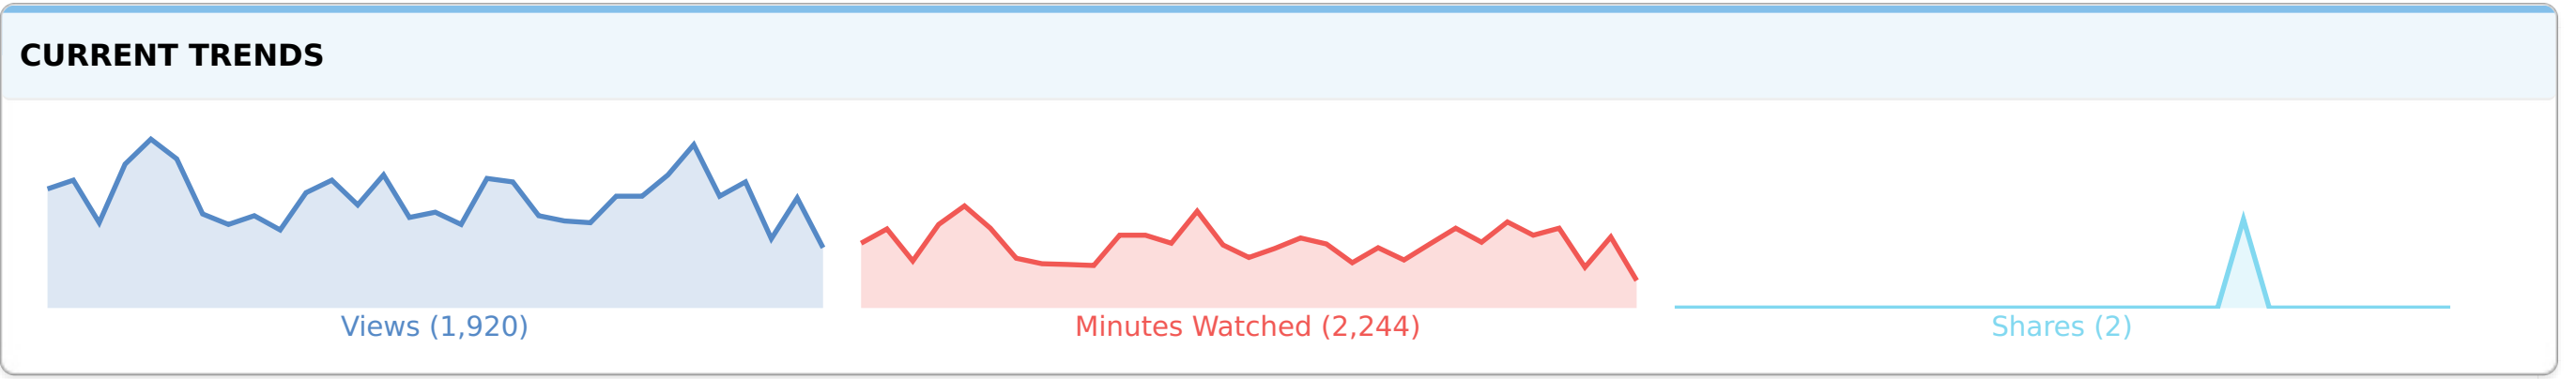 CURRENT TRENDS
Views (1,920)
Minutes Watched (2,244)
Shares (2)